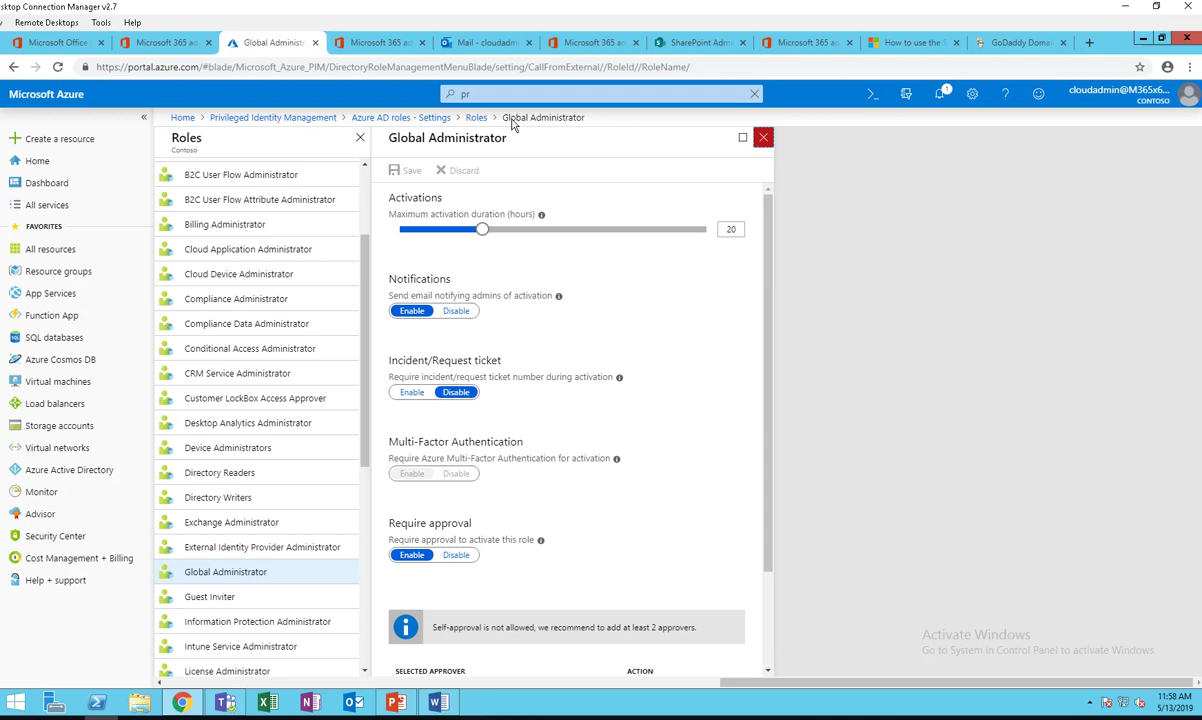 sktop Connection Manager v2.7
Remote Desktops Tools Help
Microsoft Office
Microsoft 365 ad
Global Administr
Microsoft 365 ad
Mail - cloudadmi
Microsoft 365 ad
SharePoint Admi
Microsoft 365 ad
How to use the S
GoDaddy Domai
https://portal.azure.com/#blade/Microsoft_Azure_PIM/DirectoryRoleManagementMenuBlade/setting/CallFromExternal//RoleId//RoleName/
Microsoft Azure
pr
1
cloudadmin@M365x6...
CONTOSO
Home > Privileged Identity Management > Azure AD roles - Settings > Roles > Global Administrator
Create a resource
Home
Dashboard
All services
FAVORITES
All resources
Resource groups
App Services
Function App
SQL databases
Azure Cosmos DB
Virtual machines
Load balancers
Storage accounts
Virtual networks
Azure Active Directory
Monitor
Advisor
Security Center
Cost Management + Billing
Help + support
Roles
Contoso
B2C User Flow Administrator
B2C User Flow Attribute Administrator
Billing Administrator
Cloud Application Administrator
Cloud Device Administrator
Compliance Administrator
Compliance Data Administrator
Conditional Access Administrator
CRM Service Administrator
Customer LockBox Access Approver
Desktop Analytics Administrator
Device Administrators
Directory Readers
Directory Writers
Exchange Administrator
External Identity Provider Administrator
Global Administrator
Guest Inviter
Information Protection Administrator
Intune Service Administrator
License Administrator
Global Administrator
Save Discard
Activations
Maximum activation duration (hours)
20
Notifications
Send email notifying admins of activation
Enable Disable
Incident/Request ticket
Require incident/request ticket number during activation
Enable Disable
Multi-Factor Authentication
Require Azure Multi-Factor Authentication for activation
Enable Disable
Require approval
Require approval to activate this role
Enable Disable
Self-approval is not allowed, we recommend to add at least 2 approvers.
SELECTED APPROVER ACTION
Activate Windows
Go to System in Control Panel to activate Windows.
11:58 AM
5/13/2019